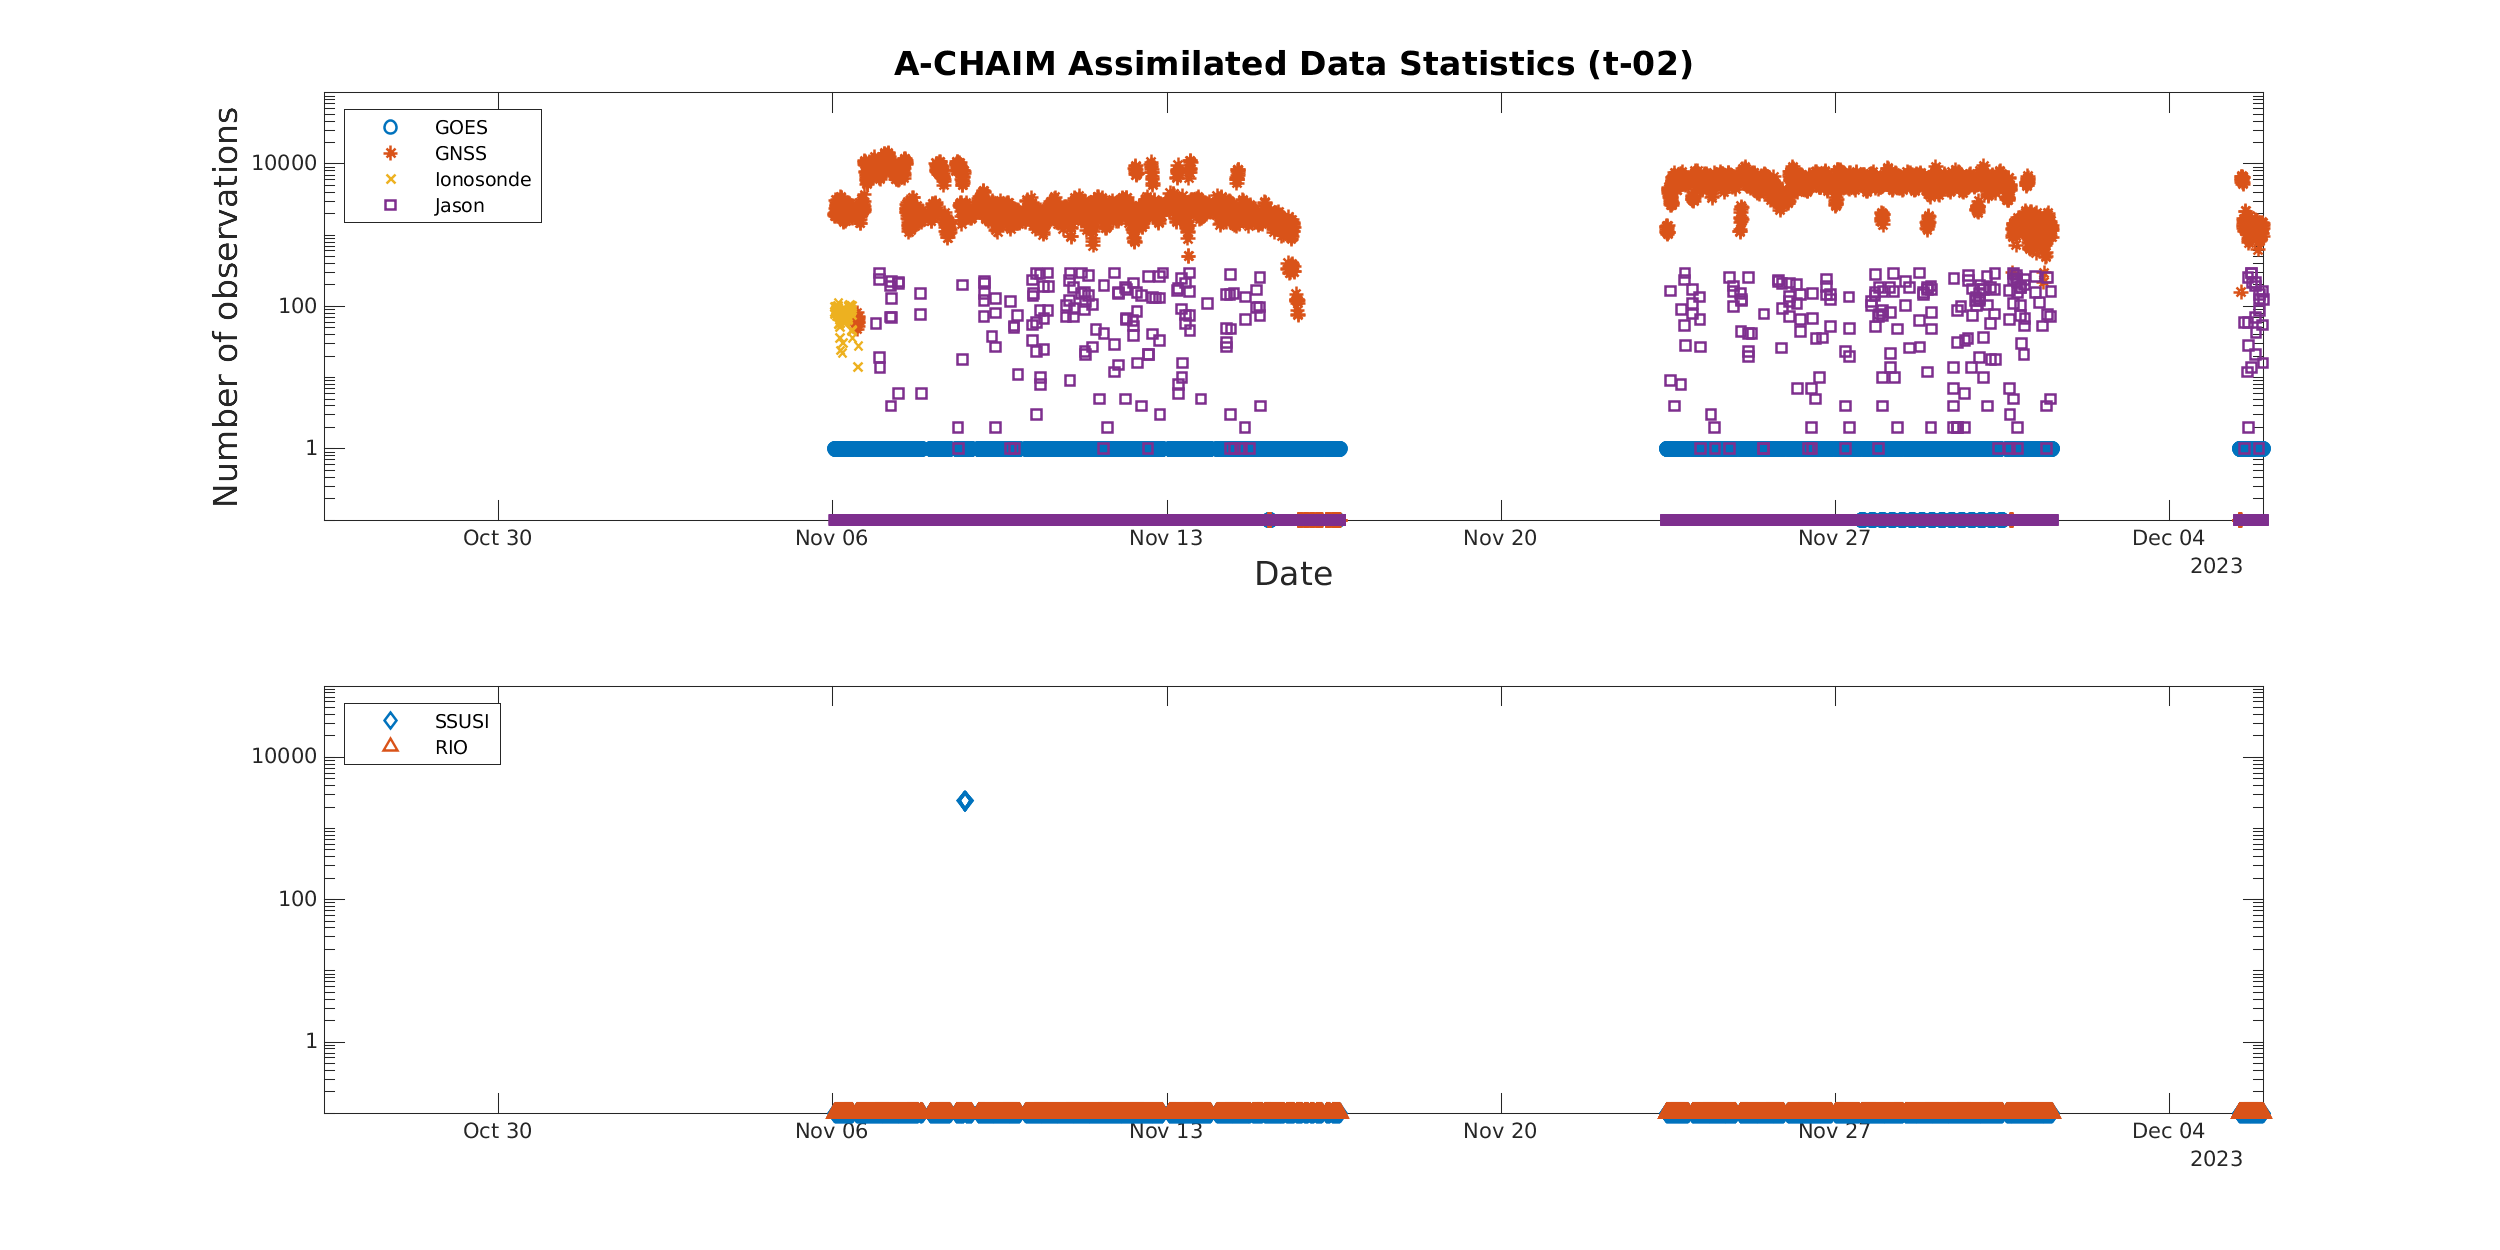 A-CHAIM Assimilated Data Statistics (t-02)
Number of observations
10000
100
1
GOES
GNSS
Ionosonde
Jason
Oct 30
Nov 06
Nov 13
Nov 20
Nov 27
Dec 04
2023
Date
10000
100
1
SSUSI
RIO
Oct 30
Nov 06
Nov 13
Nov 20
Nov 27
Dec 04
2023